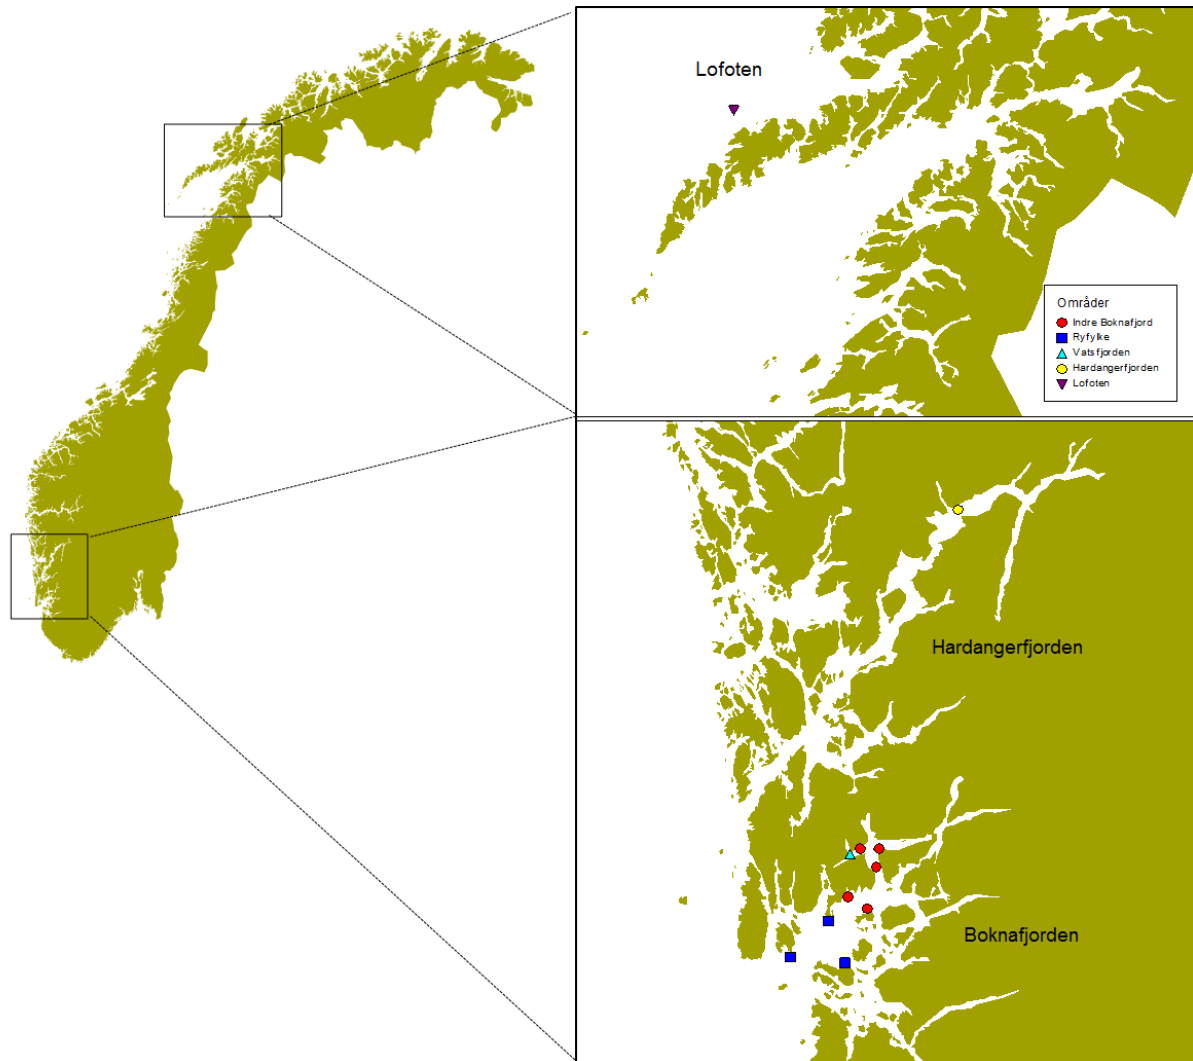 Lofoten
Områder
Indre Boknafjord
Ryfylke
Vatsfjorden
Hardangerfjorden
Lofoten
Hardangerfjorden
Boknafjorden